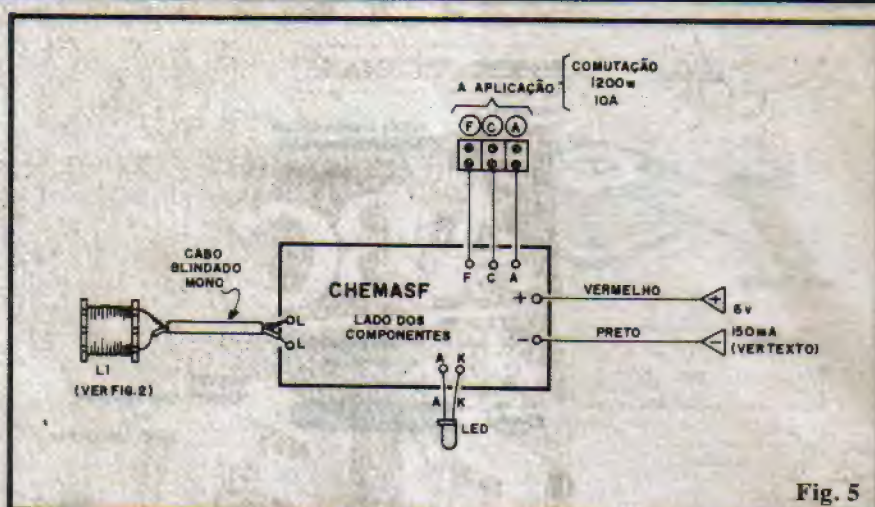 COMUTAÇÃO
A APLICAÇÃO 1200w
10A
F C A
CABO
BLINDADO
MONO
F C A
CHEMASF
LADO DOS
COMPONENTES
L
L
+ VERMELHO +
6v
- PRETO -
150mA
(VER TEXTO)
L1
(VER FIG. 2)
A K
A K
LED
Fig. 5